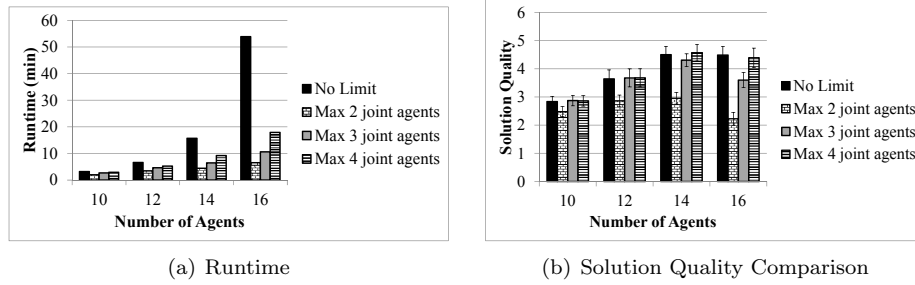 60
50
40
30
20
10
0
Runtime (min)
10 12 14 16
Number of Agents
No Limit
Max 2 joint agents
Max 3 joint agents
Max 4 joint agents
(a) Runtime
6
5
4
3
2
1
0
Solution Quality
10 12 14 16
Number of Agents
No Limit
Max 2 joint agents
Max 3 joint agents
Max 4 joint agents
(b) Solution Quality Comparison